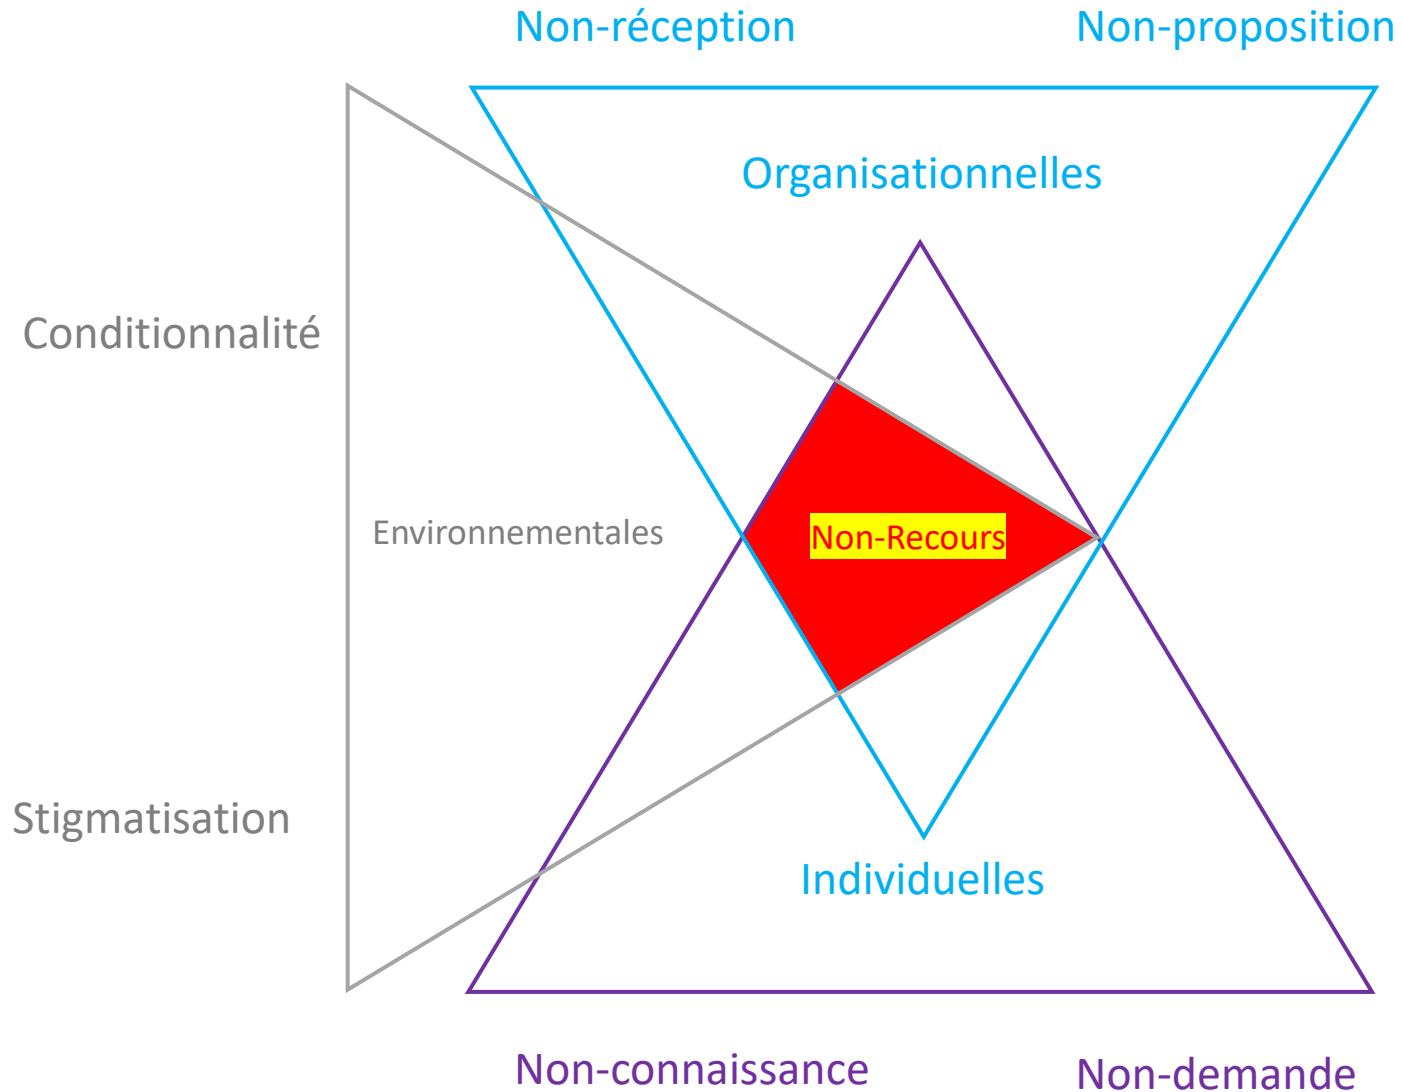 Non-réception
Non-proposition
Organisationnelles
Conditionnalité
Environnementales
Non-Recours
Stigmatisation
Individuelles
Non-connaissance
Non-demande